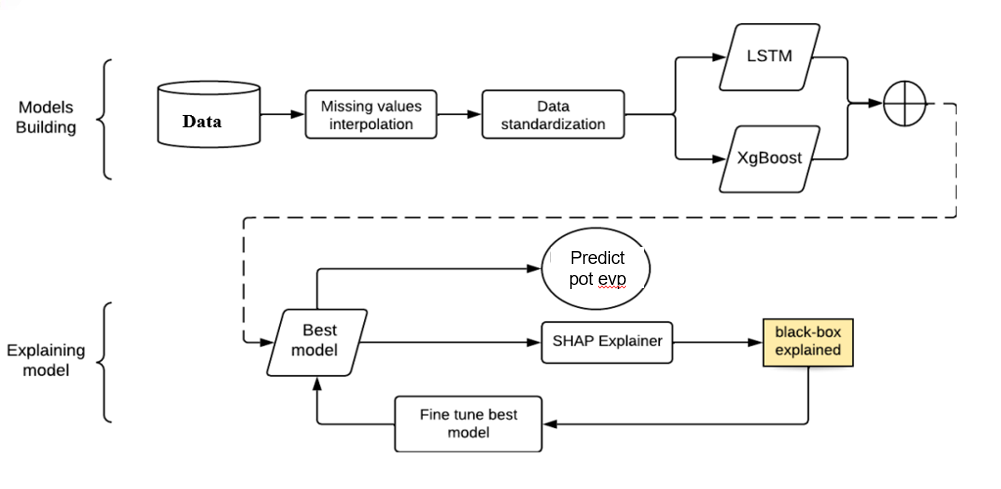 Models
Building
Data
Missing values
interpolation
Data
standardization
LSTM
XgBoost
Explaining
model
Best
model
Predict
pot evp
SHAP Explainer
black-box
explained
Fine tune best
model